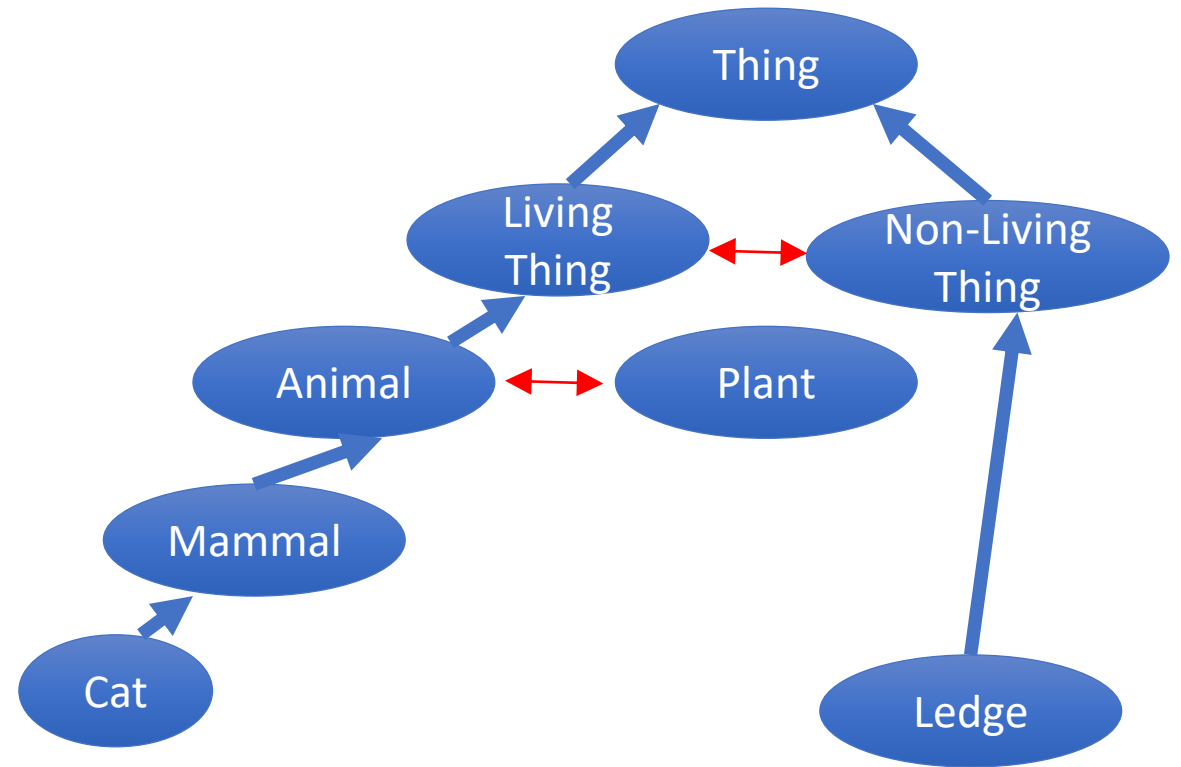 Thing
Living
Thing
Non-Living
Thing
Animal
Plant
Mammal
Cat
Ledge